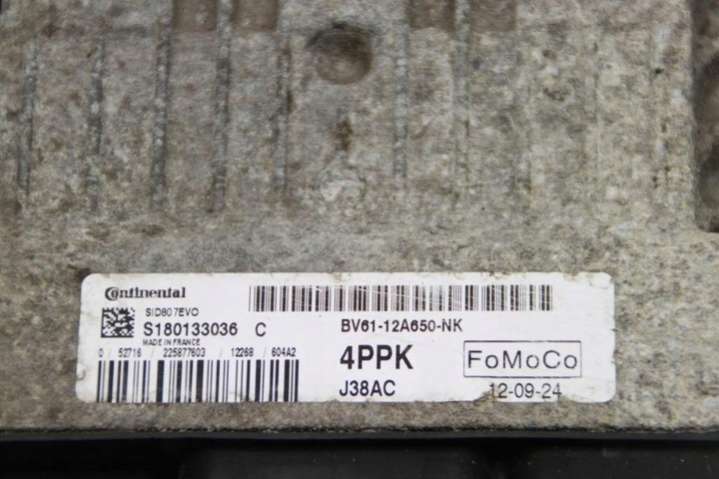 Continental
SID807EVO
S180133036 C
MADE IN FRANCE
0 / 52716 / 225877603 / 12268 / 604A2
BV61-12A650-NK
4PPK
FoMoCo
J38AC
12-09-24